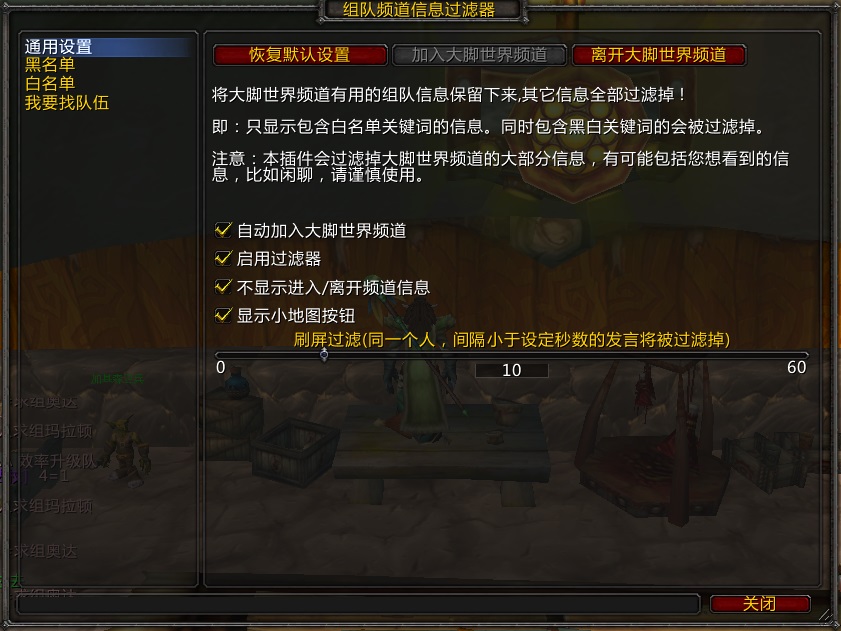 组队频道信息过滤器
通用设置
黑名单
白名单
我要找队伍
恢复默认设置
加入大脚世界频道
离开大脚世界频道
将大脚世界频道有用的组队信息保留下来,其它信息全部过滤掉！
即：只显示包含白名单关键词的信息。同时包含黑白关键词的会被过滤掉。
注意：本插件会过滤掉大脚世界频道的大部分信息，有可能包括您想看到的信
息，比如闲聊，请谨慎使用。
自动加入大脚世界频道
启用过滤器
不显示进入/离开频道信息
显示小地图按钮
刷屏过滤(同一个人，间隔小于设定秒数的发言将被过滤掉)
0
10
60
求组奥达
求组玛拉顿
效率升级队
4=1
求组玛拉顿
求组奥达
关闭